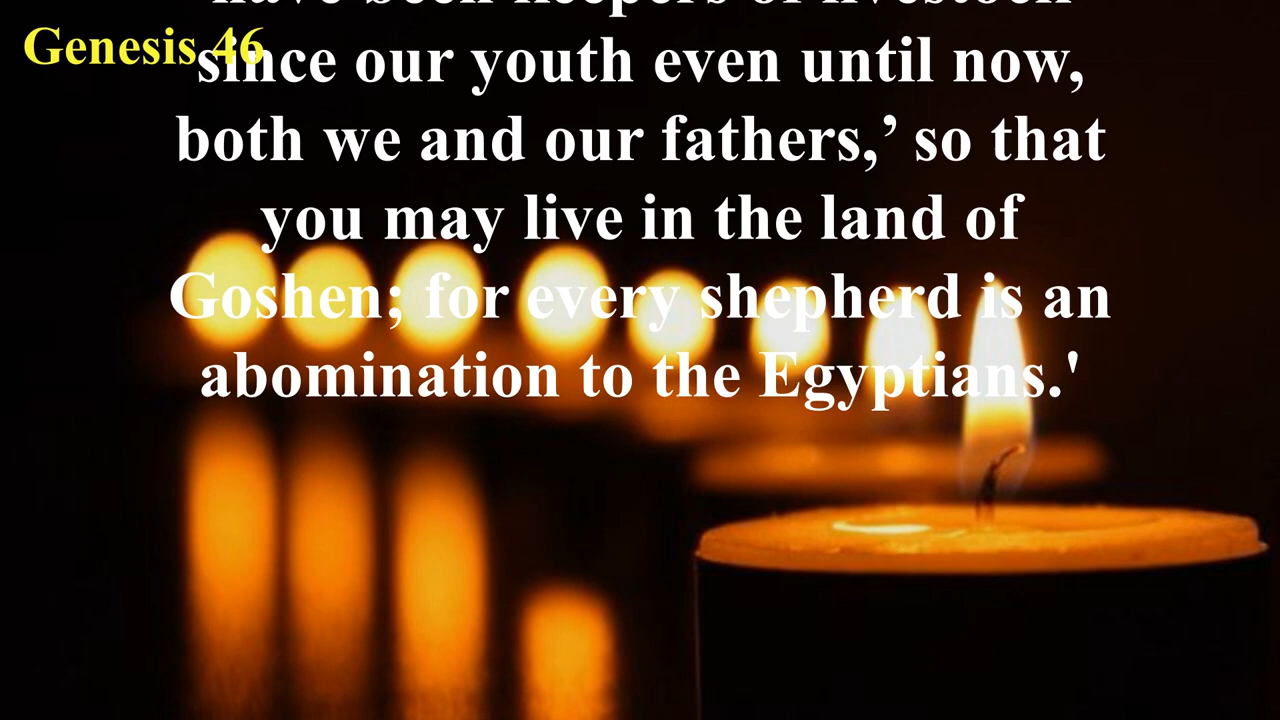 Genesis 46
have been keepers of livestock
since our youth even until now,
both we and our fathers,’ so that
you may live in the land of
Goshen; for every shepherd is an
abomination to the Egyptians.'